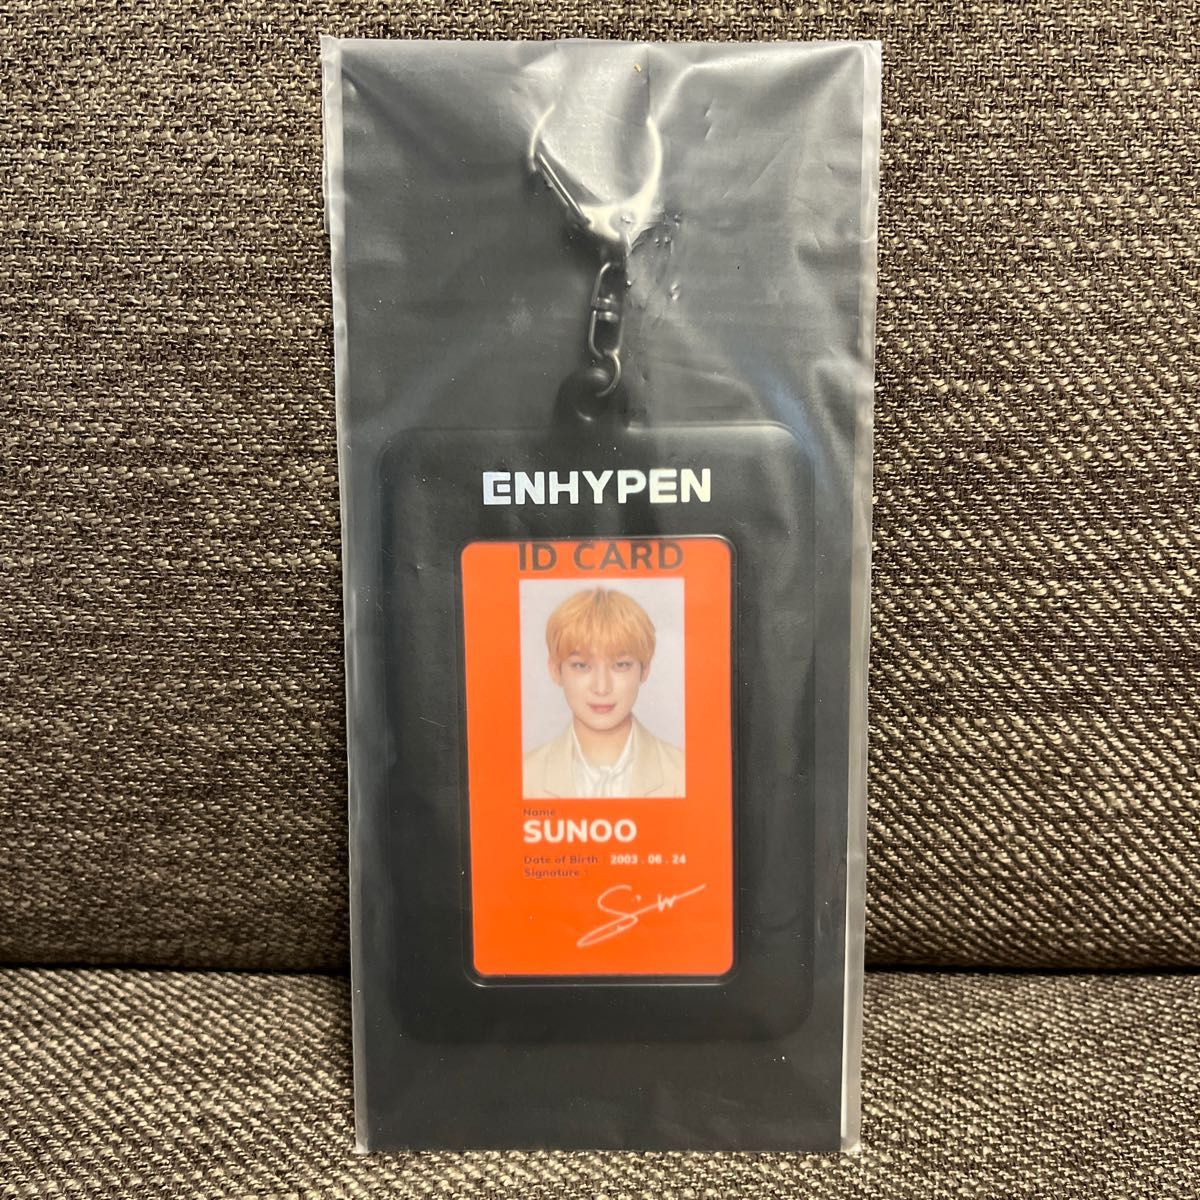 ENHYPEN
ID CARD
Name
SUNOO
Date of Birth 2003 . 06 . 24
Signature :